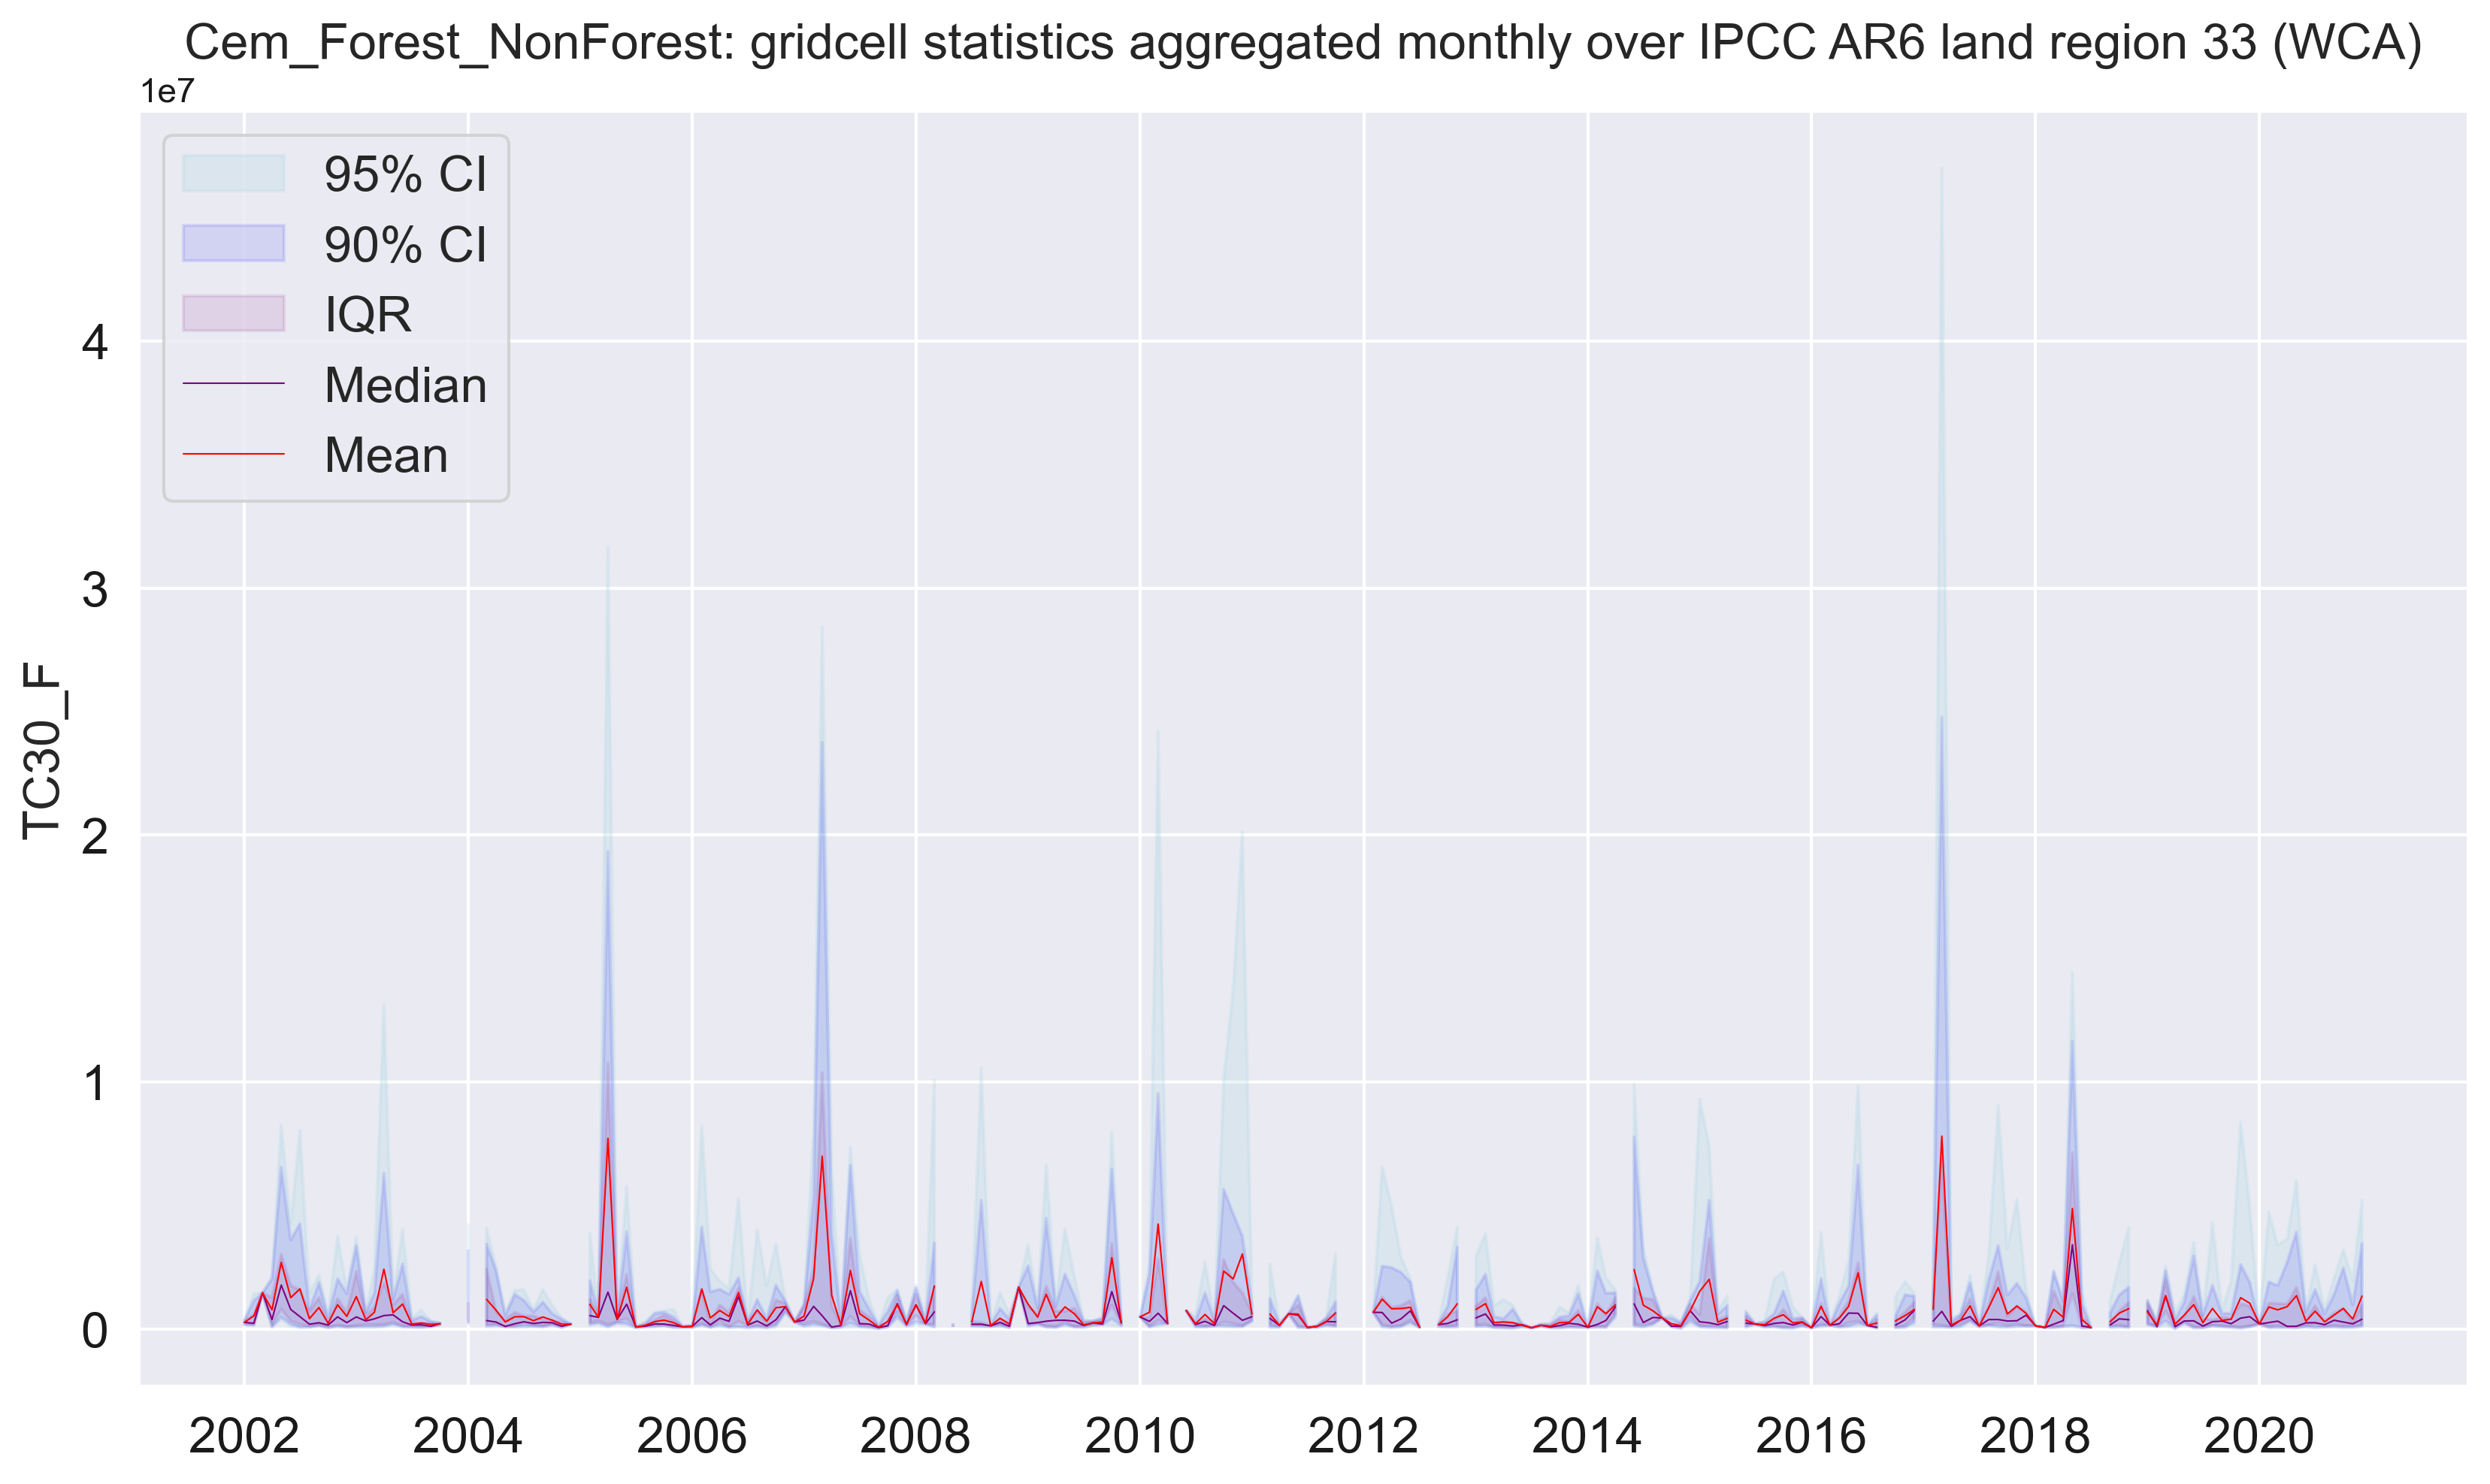 Cem_Forest_NonForest: gridcell statistics aggregated monthly over IPCC AR6 land region 33 (WCA)
1e7
95% CI
90% CI
IQR
Median
Mean
4
3
2
1
0
TC30_F
2002 2004 2006 2008 2010 2012 2014 2016 2018 2020